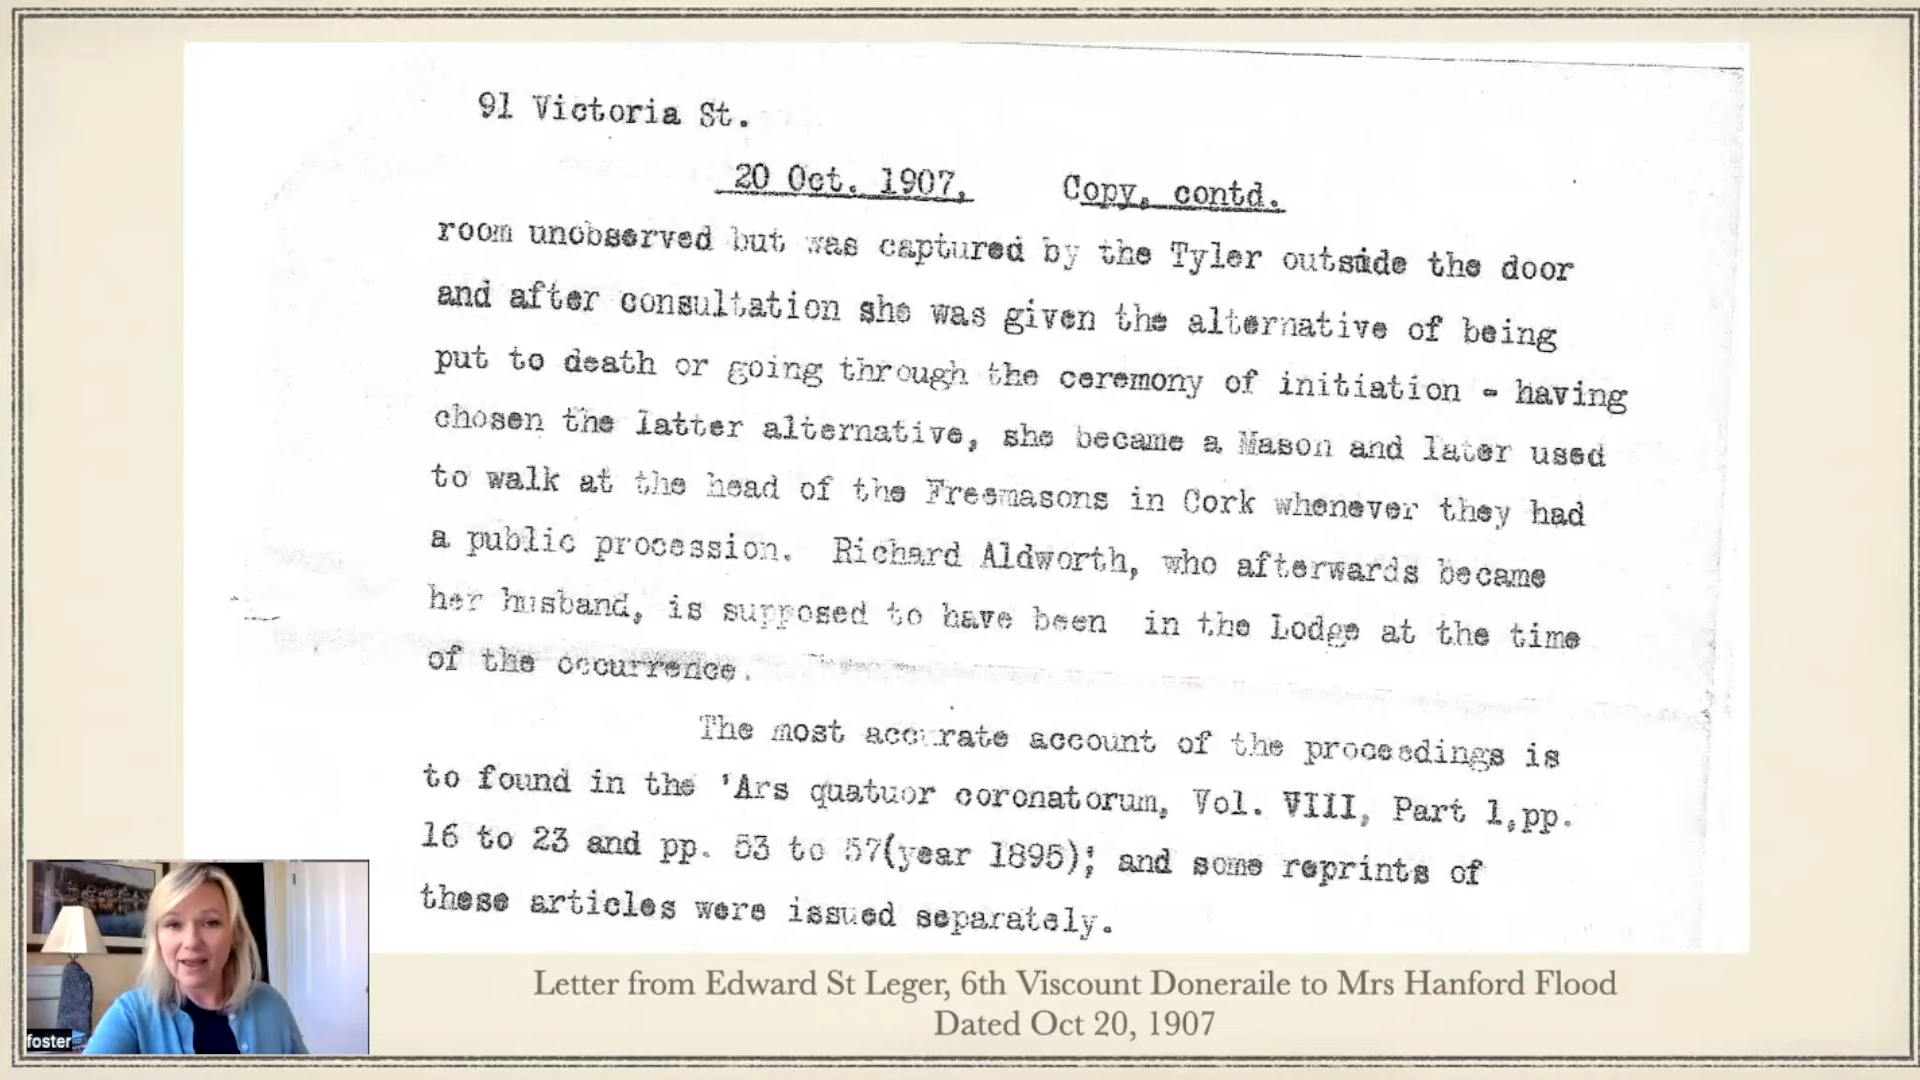 91 Victoria St.
20 Oct. 1907, Copy, contd.
room unobserved but was captured by the Tyler outside the door
and after consultation she was given the alternative of being
put to death or going through the ceremony of initiation - having
chosen the latter alternative, she became a Mason and later used
to walk at the head of the Freemasons in Cork whenever they had
a public procession. Richard Aldworth, who afterwards became
her husband, is supposed to have been in the Lodge at the time
of the occurrence.
The most accurate account of the proceedings is
to found in the 'Ars quatuor coronatorum, Vol. VIII, Part 1,pp.
16 to 23 and pp. 53 to 57(year 1895); and some reprints of
these articles were issued separately.
Letter from Edward St Leger, 6th Viscount Doneraile to Mrs Hanford Flood
Dated Oct 20, 1907
foster